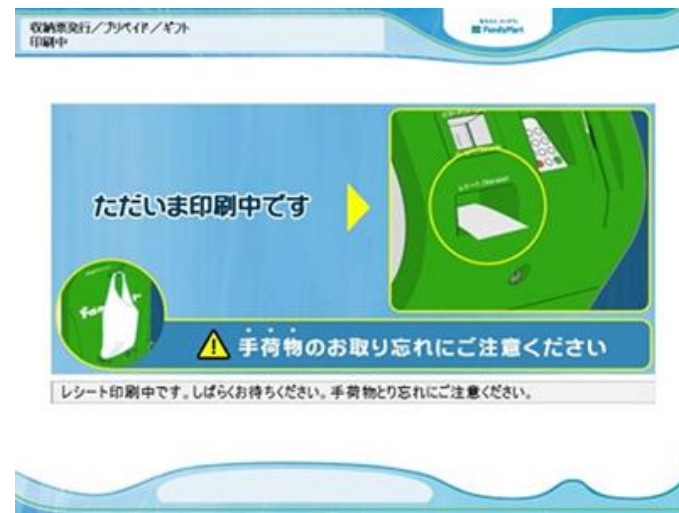 収納票発行／プリペイド／ギフト
印刷中
FamilyMart
ただいま印刷中です
レシート
手荷物のお取り忘れにご注意ください
レシート印刷中です。しばらくお待ちください。手荷物とり忘れにご注意ください。